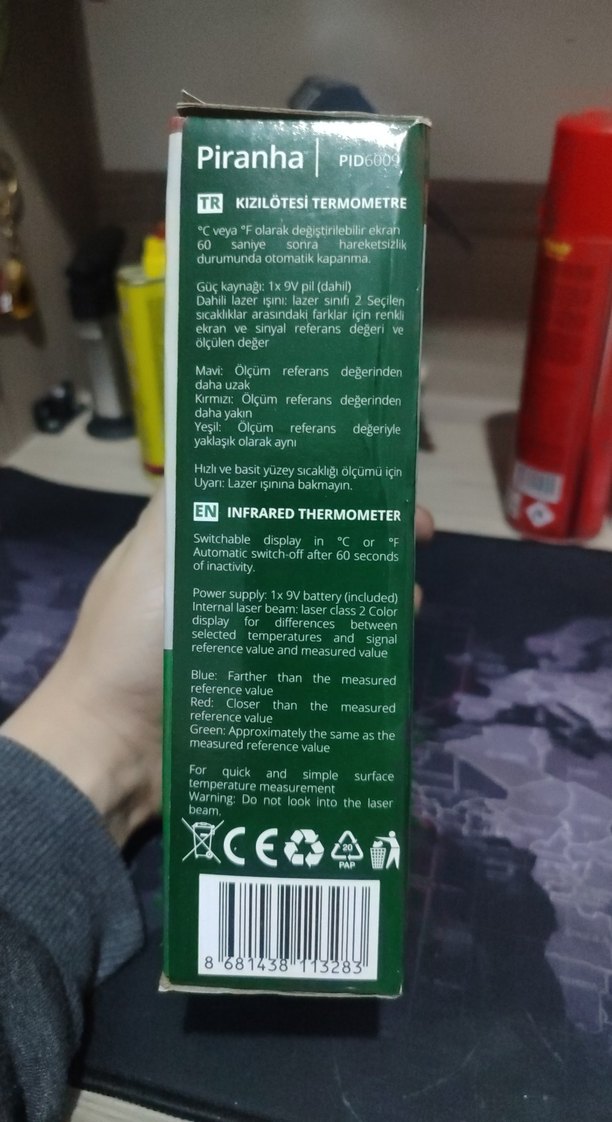 Piranha PID6009
TR KIZILÖTESİ TERMOMETRE
°C veya °F olarak değiştirilebilir ekran
60 saniye sonra hareketsizlik
durumunda otomatik kapanma.
Güç kaynağı: 1x 9V pil (dahil)
Dahili lazer ışını: lazer sınıfı 2 Seçilen
sıcaklıklar arasındaki farklar için renkli
ekran ve sinyal referans değeri ve
ölçülen değer
Mavi: Ölçüm referans değerinden
daha uzak
Kırmızı: Ölçüm referans değerinden
daha yakın
Yeşil: Ölçüm referans değeriyle
yaklaşık olarak aynı
Hızlı ve basit yüzey sıcaklığı ölçümü için
Uyarı: Lazer ışınına bakmayın.
EN INFRARED THERMOMETER
Switchable display in °C or °F
Automatic switch-off after 60 seconds
of inactivity.
Power supply: 1x 9V battery (included)
Internal laser beam: laser class 2 Color
display for differences between
selected temperatures and signal
reference value and measured value
Blue: Farther than the measured
reference value
Red: Closer than the measured
reference value
Green: Approximately the same as the
measured reference value
For quick and simple surface
temperature measurement
Warning: Do not look into the laser
beam.
CE 20
PAP
8 681438 113283